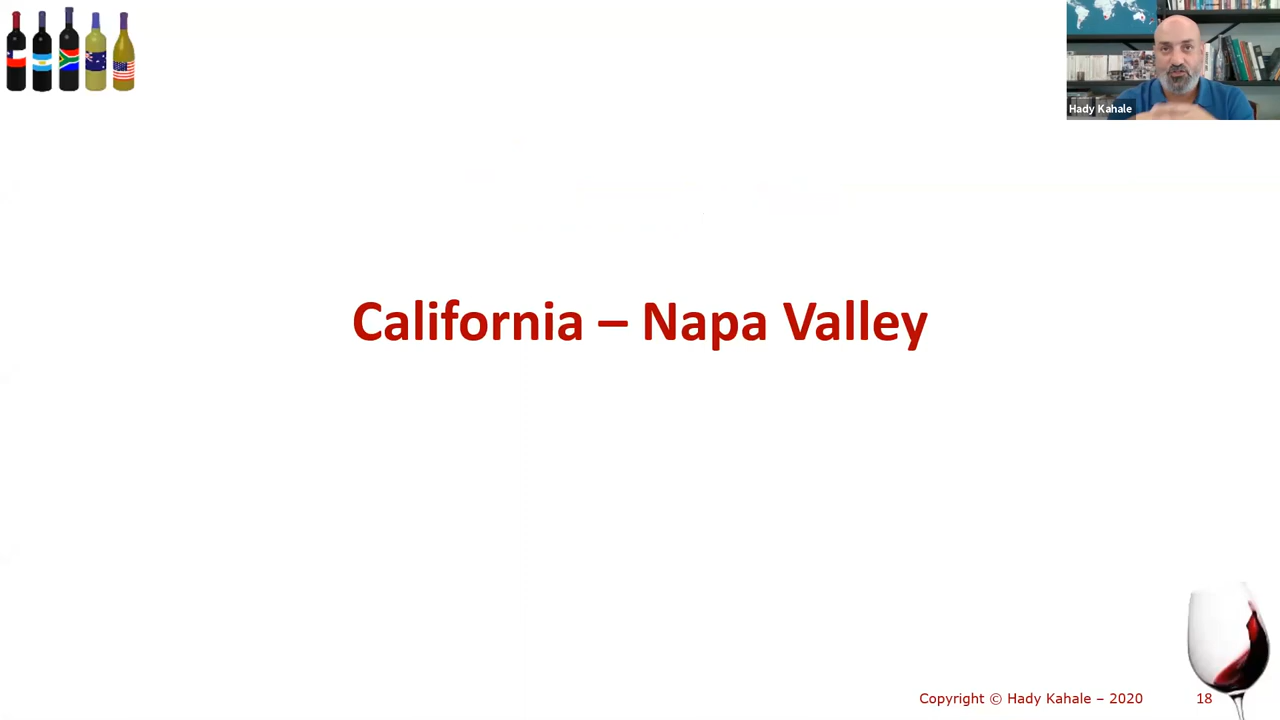 Hady Kahale
California – Napa Valley
Copyright © Hady Kahale – 2020
18